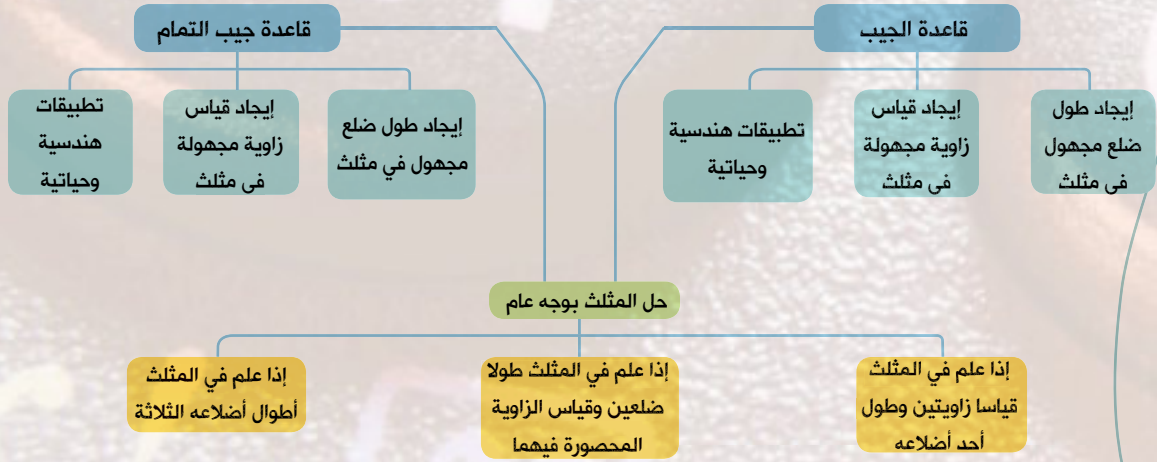 قاعدة الجيب
إيجاد طول
ضلع مجهول
فى مثلث
إيجاد قياس
زاوية مجهولة
فى مثلث
تطبيقات هندسية
وحياتية
قاعدة جيب التمام
إيجاد طول ضلع
مجهول في مثلث
إيجاد قياس
زاوية مجهولة
فى مثلث
تطبيقات
هندسية
وحياتية
حل المثلث بوجه عام
إذا علم في المثلث
قياسا زاويتين وطول
أحد أضلاعه
إذا علم في المثلث طولا
ضلعين وقياس الزاوية
المحصورة فيهما
إذا علم في المثلث
أطوال أضلاعه الثلاثة